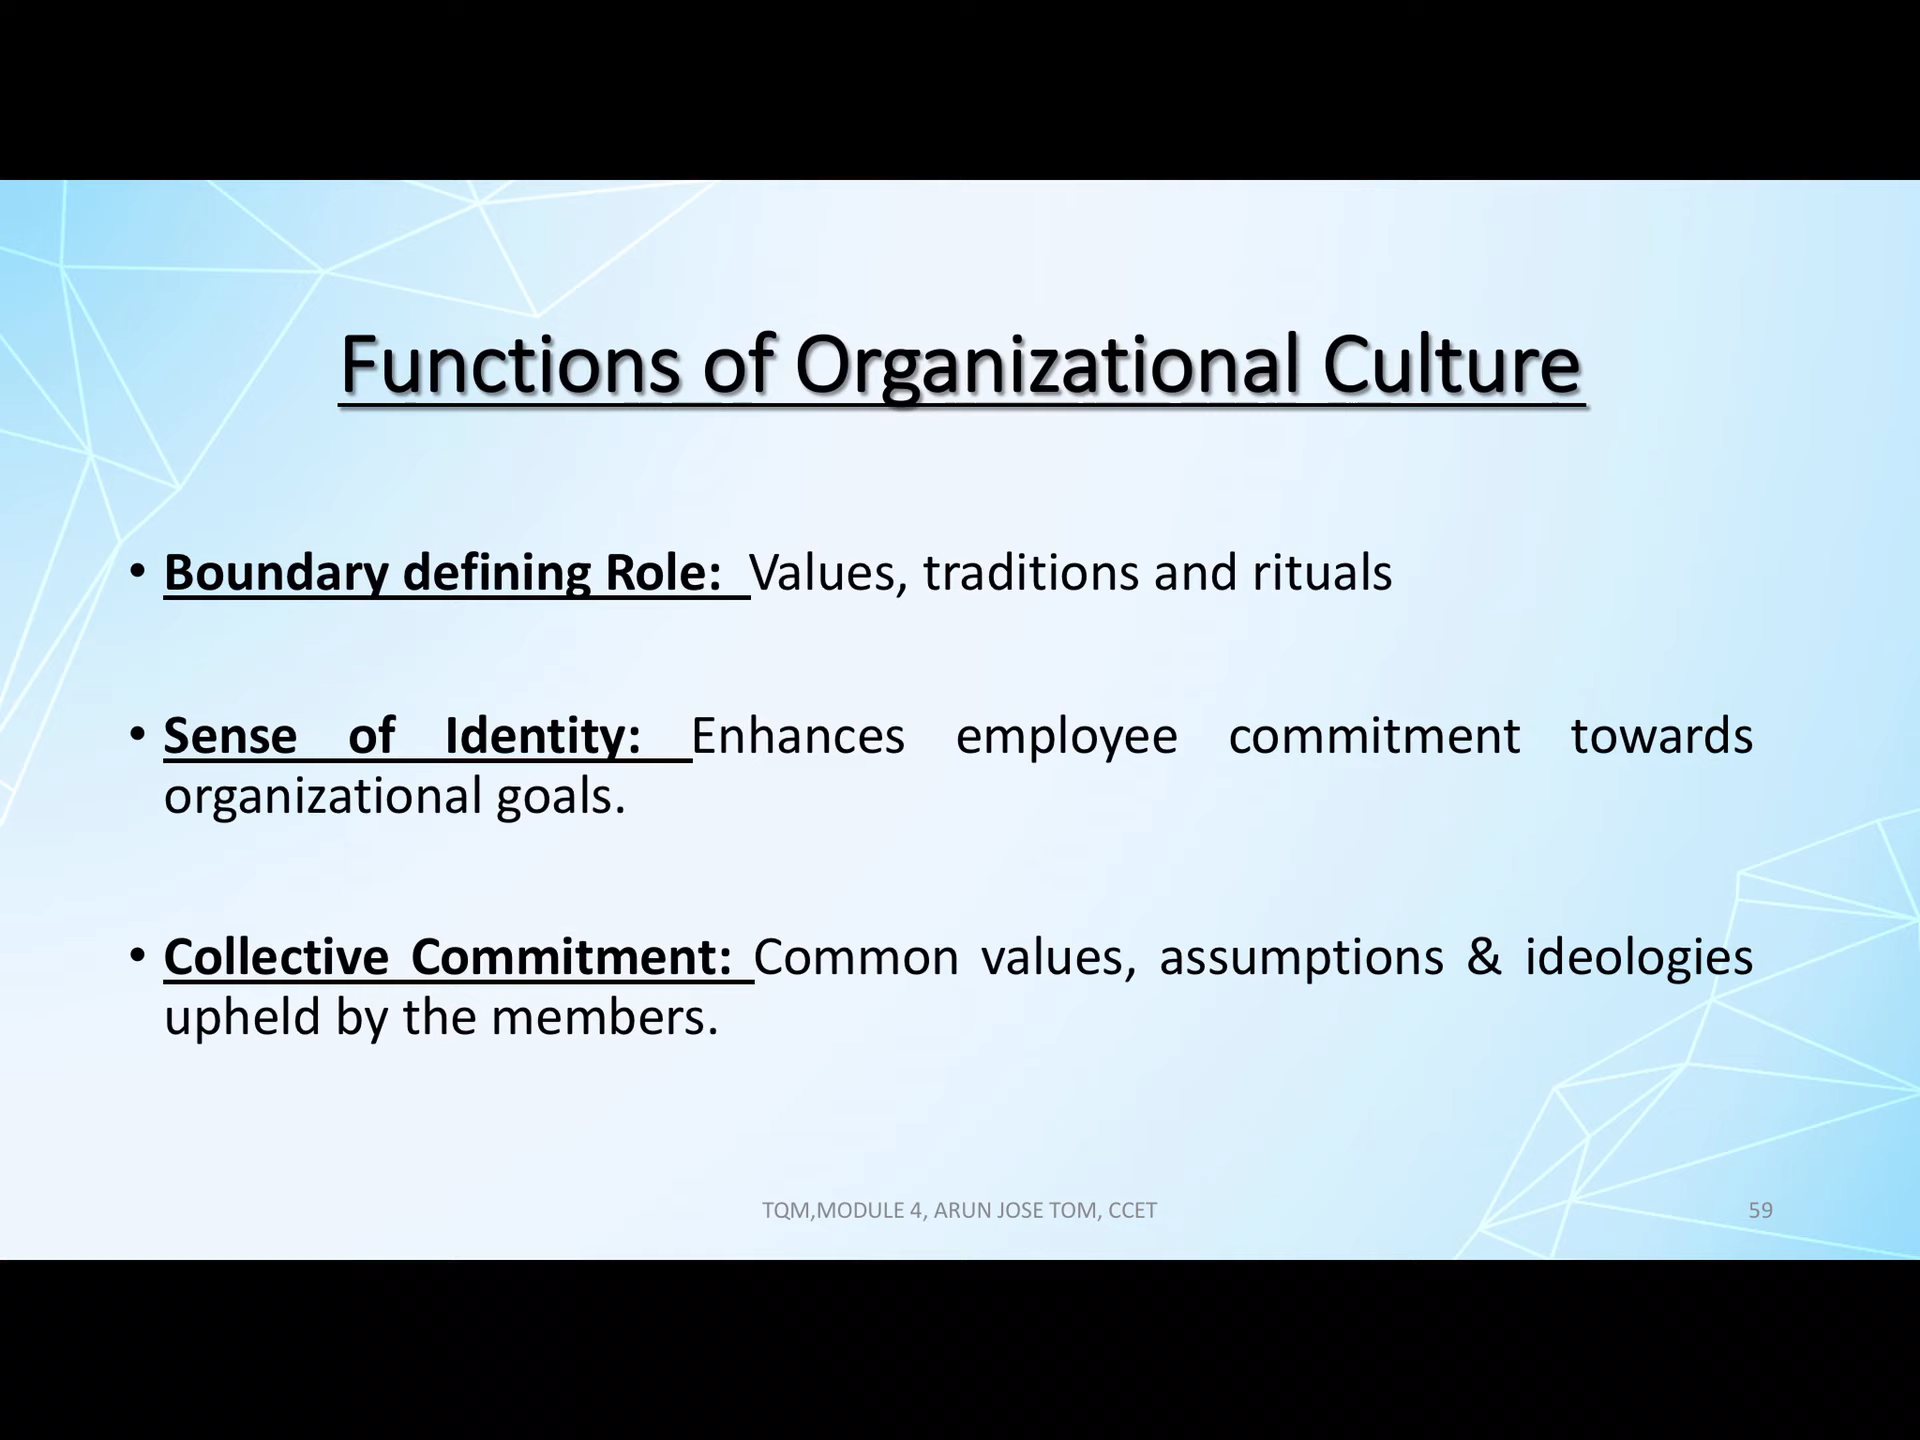 Functions of Organizational Culture
• Boundary defining Role: Values, traditions and rituals
• Sense of Identity: Enhances employee commitment towards
organizational goals.
• Collective Commitment: Common values, assumptions & ideologies
upheld by the members.
TQM,MODULE 4, ARUN JOSE TOM, CCET
59